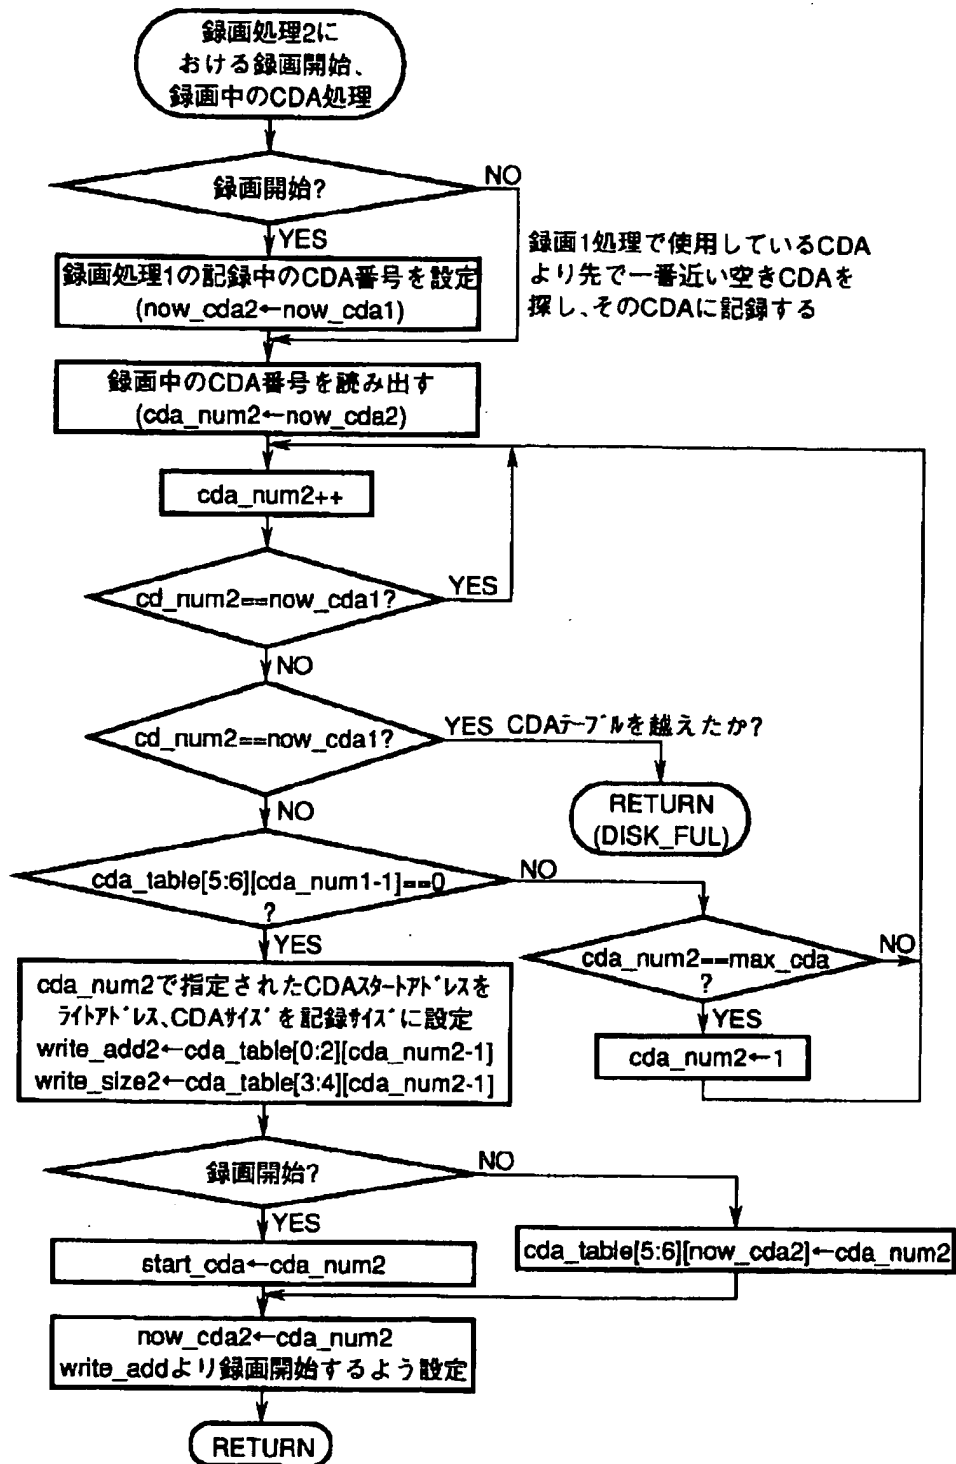 録画処理2に
おける録画開始、
録画中のCDA処理
録画開始?
NO
YES
録画1処理で使用しているCDA
より先で一番近い空きCDAを
探し、そのCDAに記録する
録画処理1の記録中のCDA番号を設定
(now_cda2←now_cda1)
録画中のCDA番号を読み出す
(cda_num2←now_cda2)
cda_num2++
cd_num2==now_cda1?
YES
NO
cd_num2==now_cda1?
YES CDAテーブルを越えたか?
NO
RETURN
(DISK_FUL)
cda_table[5:6][cda_num1-1]==0
?
NO
YES
cda_num2==max_cda
?
NO
YES
cda_num2←1
cda_num2で指定されたCDAスタートアドレスを
ライトアドレス、CDAサイズを記録サイズに設定
write_add2←cda_table[0:2][cda_num2-1]
write_size2←cda_table[3:4][cda_num2-1]
録画開始?
NO
YES
start_cda←cda_num2
cda_table[5:6][now_cda2]←cda_num2
now_cda2←cda_num2
write_addより録画開始するよう設定
RETURN